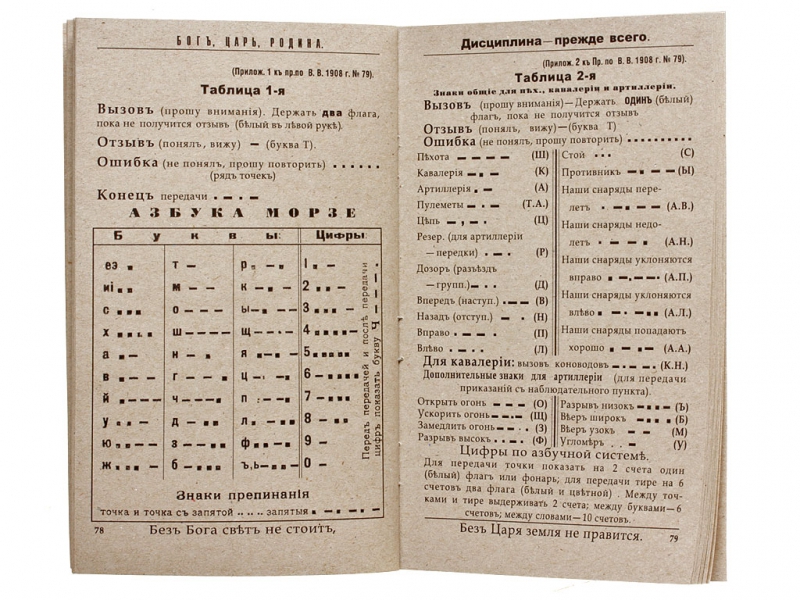 БОГЪ, ЦАРЬ, РОДИНА.
(Прилож. 1 къ пр.по В. В. 1908 г. № 79).
Таблица 1-я
Вызовъ (прошу внимания). Держать два флага,
пока не получится отзывъ (бѣлый въ лѣвой рукѣ).
Отзывъ (понялъ, вижу) — (буква Т).
Ошибка (не понял, прошу повторить) . . . . . .
(рядъ точекъ)
Конецъ передачи
АЗБУКА МОРЗЕ
Буквы: Цифры:
еэ т р 1
иі м к 2
с о ы 3
х ш щ 4
а н я 5
в г ц 6
й ч п 7
у д л 8
ю з ф 9
ж б ъ,ь 0
Передъ передачей и послѣ передачи
цифръ показать букву Ч
Знаки препинанія
точка и точка съ запятой запятыя
78 Безъ Бога свѣтъ не стоитъ,
Дисциплина—прежде всего.
(Прилож. 2 къ Пр. по В. В. 1908 г. № 79).
Таблица 2-я
Знаки общіе для пѣх., кавалеріи и артиллеріи.
Вызовъ (прошу внимания)—Держать ОДИНЪ (бѣлый)
флагъ, пока не получится отзывъ
Отзывъ (понялъ, вижу) — (буква Т)
Ошибка (не понял, прошу повторить)
Пѣхота (Ш)
Кавалерія (К)
Артиллерія (А)
Пулеметы (Т.А.)
Цѣпь (Ц)
Резер. (для артиллеріи
—передки) (Р)
Дозоръ (разъѣздъ
—групп.) (Д)
Впередъ (наступ.) (В)
Назадъ (отступ.) (Н)
Вправо (П)
Влѣво (Л)
Стой (С)
Противникъ (Ы)
Наши снаряды пере-
летъ (А.В.)
Наши снаряды недо-
летъ (А.Н.)
Наши снаряды уклоняются
вправо (А.П.)
Наши снаряды уклоняются
влѣво (А.Л.)
Наши снаряды попадаютъ
хорошо (А.А.)
Для кавалеріи: вызовъ коноводовъ (К.Н.)
Дополнительные знаки для артиллеріи (для передачи
приказаній съ наблюдательнаго пункта).
Открыть огонь (О)
Ускорить огонь (Щ)
Замедлить огонь (З)
Разрывъ высокъ (Ф)
Разрывъ низокъ (Ъ)
Вѣеръ широкъ (Б)
Вѣеръ узокъ (М)
Угломѣръ (У)
Цифры по азбучной системѣ.
Для передачи точки показать на 2 счета один
(бѣлый) флагъ или фонарь; для передачи тире на 6
счетовъ два флага (бѣлый и цвѣтной) . Между точ-
ками и тире выдерживать 2 счета; между буквами—6
счетовъ; между словами—10 счетовъ.
Безъ Царя земля не правится. 79